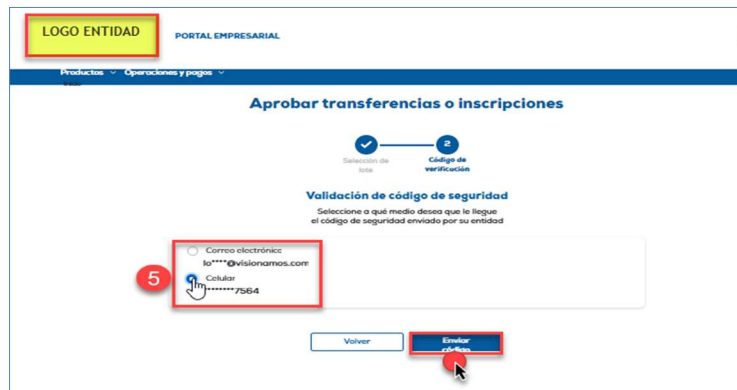 LOGO ENTIDAD
PORTAL EMPRESARIAL
Productos Operaciones y pagos
Inicio
Aprobar transferencias o inscripciones
2
Selección de
lote
Código de
verificación
Validación de código de seguridad
Seleccione a qué medio desea que le llegue
el código de seguridad enviado por su entidad
Correo electrónico
lo****@visionamos.com
5
Celular
********7564
Volver
Enviar
código